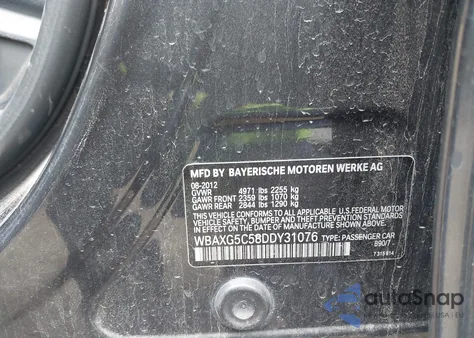 MFD BY BAYERISCHE MOTOREN WERKE AG
08-2012
GVWR 4971 lbs 2255 kg
GAWR FRONT 2359 lbs 1070 kg
GAWR REAR 2844 lbs 1290 kg
THIS VEHICLE CONFORMS TO ALL APPLICABLE U.S. FEDERAL MOTOR
VEHICLE SAFETY, BUMPER AND THEFT PREVENTION
STANDARDS IN EFFECT ON THE DATE OF MANUFACTURE SHOWN ABOVE.
WBAXG5C58DDY31076 TYPE: PASSENGER CAR
890/7
autoSnap